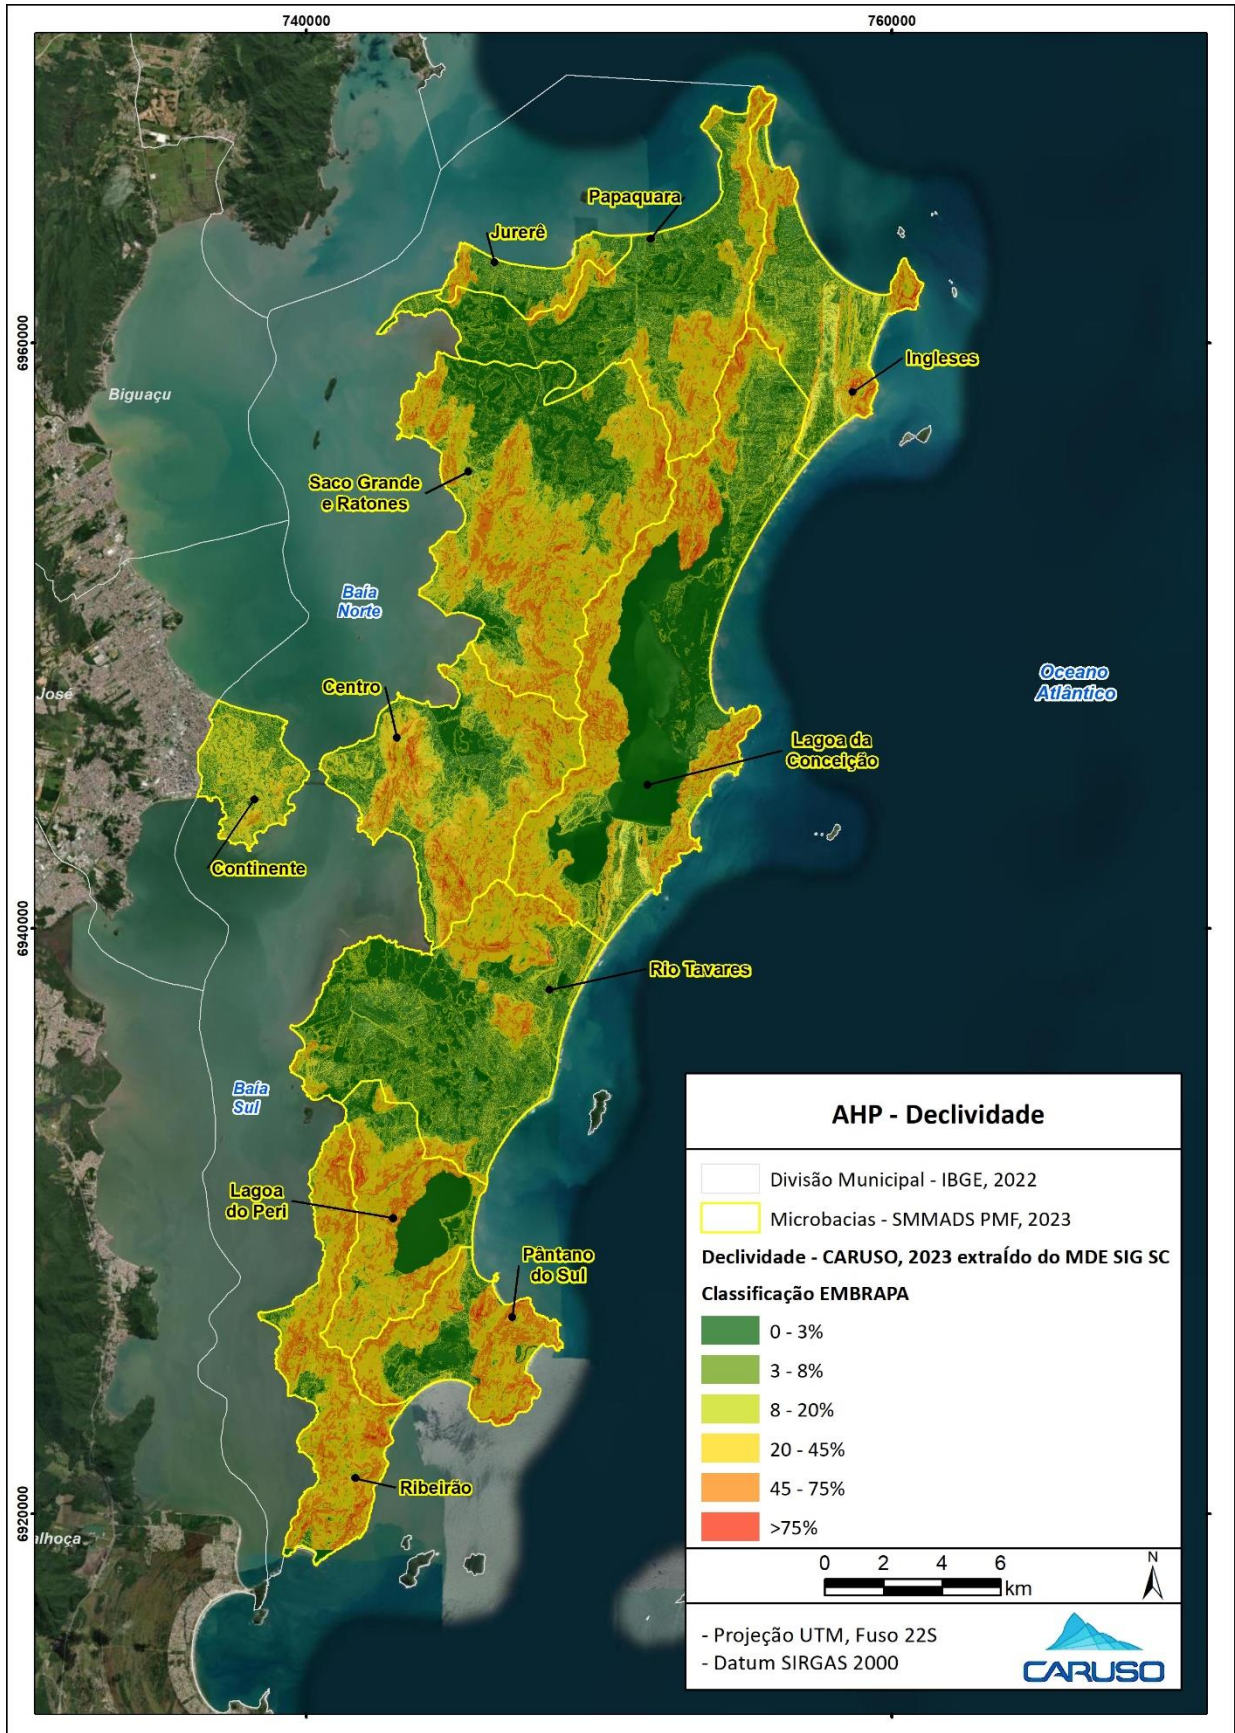 740000
760000
Papaquara
Jurerê
6960000
Ingleses
Biguaçu
Saco Grande
e Ratones
Baía
Norte
Oceano
Atlântico
José
Centro
Lagoa da
Conceição
Continente
6940000
Rio Tavares
Baía
Sul
Lagoa
do Peri
Pântano
do Sul
Ribeirão
6920000
alhoça
AHP - Declividade
Divisão Municipal - IBGE, 2022
Microbacias - SMMADS PMF, 2023
Declividade - CARUSO, 2023 extraÍdo do MDE SIG SC
Classificação EMBRAPA
0 - 3%
3 - 8%
8 - 20%
20 - 45%
45 - 75%
>75%
0 2 4 6
km
N
- Projeção UTM, Fuso 22S
- Datum SIRGAS 2000
CARUSO